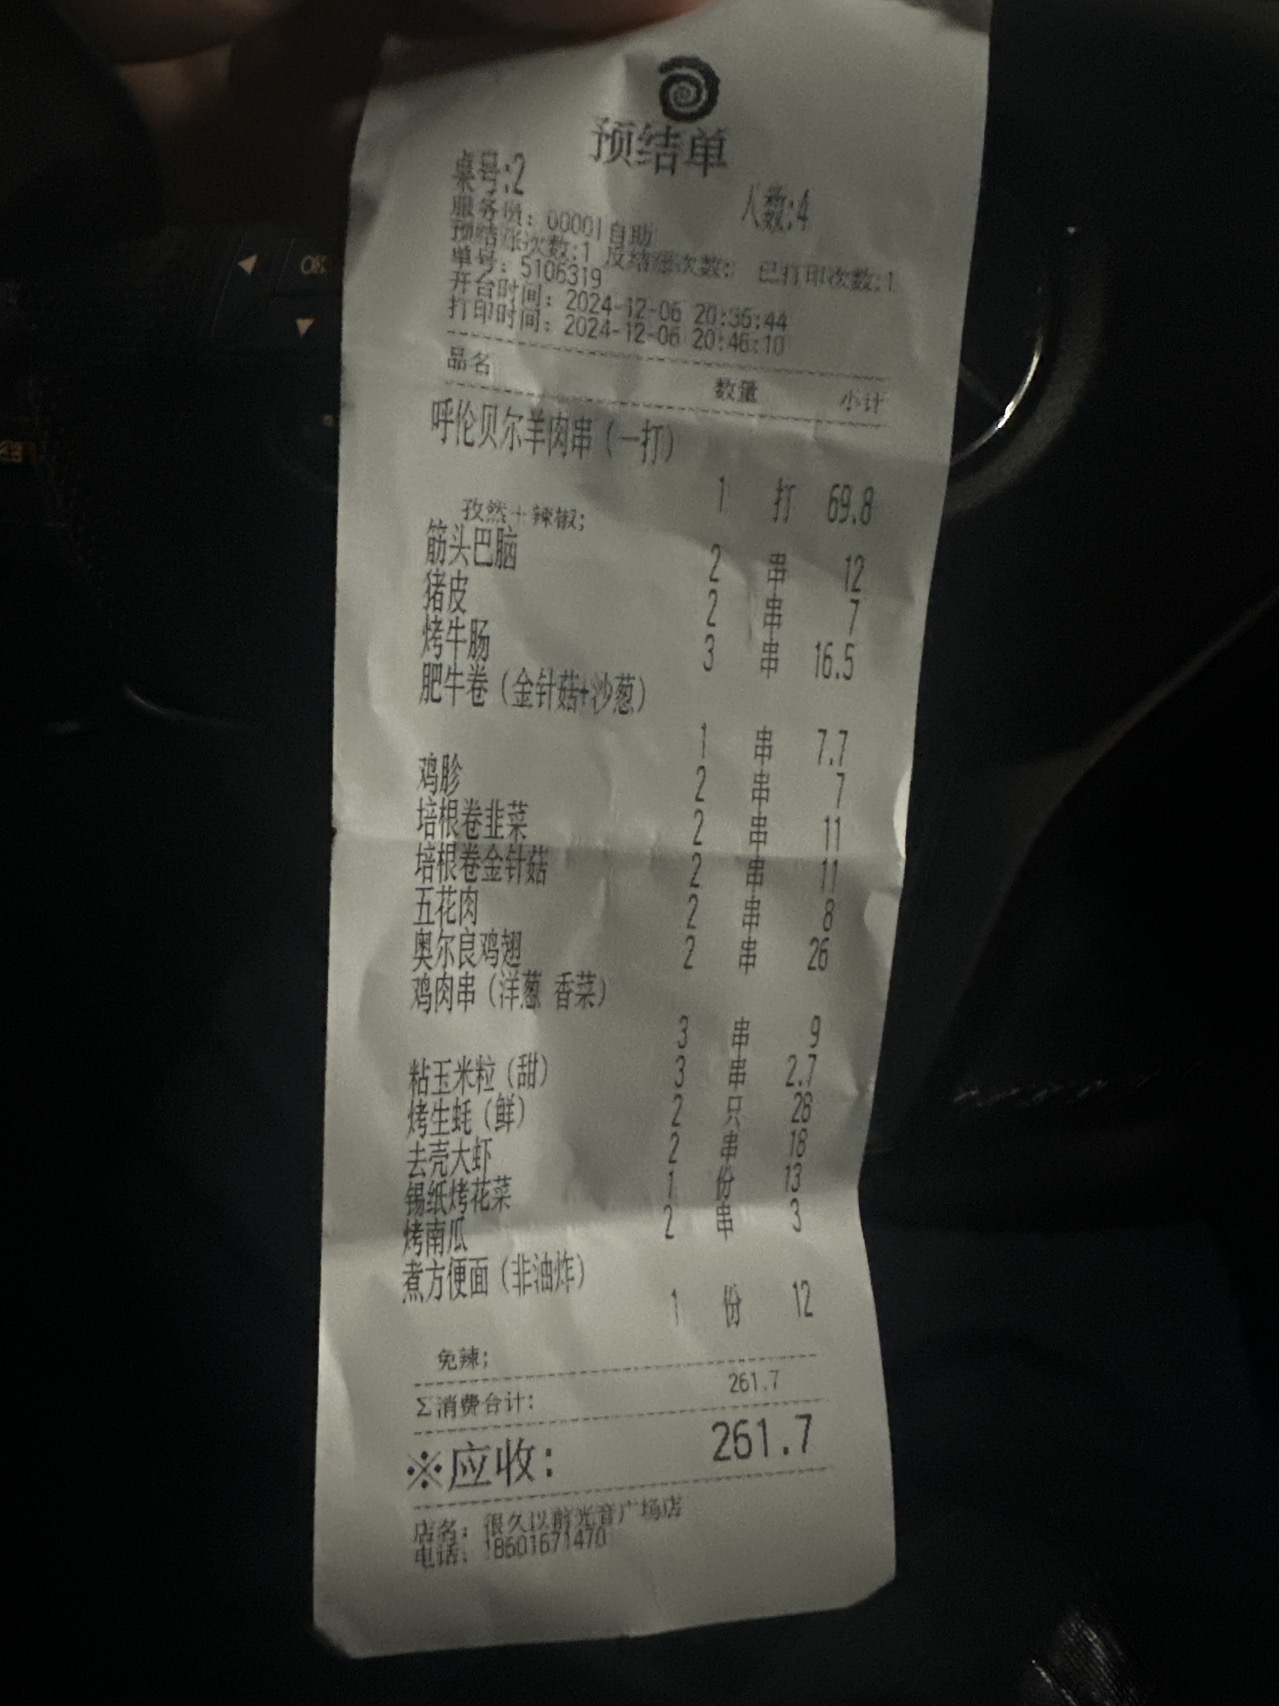 预结单
桌号:2 人数:4
服务员: 00001自助
预结账次数:1 反结账次数: 已打印次数:1
单号: 5106319
开台时间: 2024-12-06 20:36:44
打印时间: 2024-12-06 20:46:10
品名 数量 小计
呼伦贝尔羊肉串(一打)
1 打 69.8
孜然+辣椒;
筋头巴脑 2 串 12
猪皮 2 串 7
烤牛肠 3 串 16.5
肥牛卷(金针菇+沙葱)
1 串 7.7
鸡胗 2 串 7
培根卷韭菜 2 串 11
培根卷金针菇 2 串 11
五花肉 2 串 8
奥尔良鸡翅 2 串 26
鸡肉串(洋葱 香菜)
3 串 9
粘玉米粒(甜) 3 串 2.7
烤生蚝(鲜) 2 只 28
去壳大虾 2 串 18
锡纸烤花菜 1 份 13
烤南瓜 2 串 3
煮方便面(非油炸)
1 份 12
免辣;
Σ消费合计: 261.7
※应收: 261.7
店名: 很久以前光音广场店
电话: 18601671470
OK